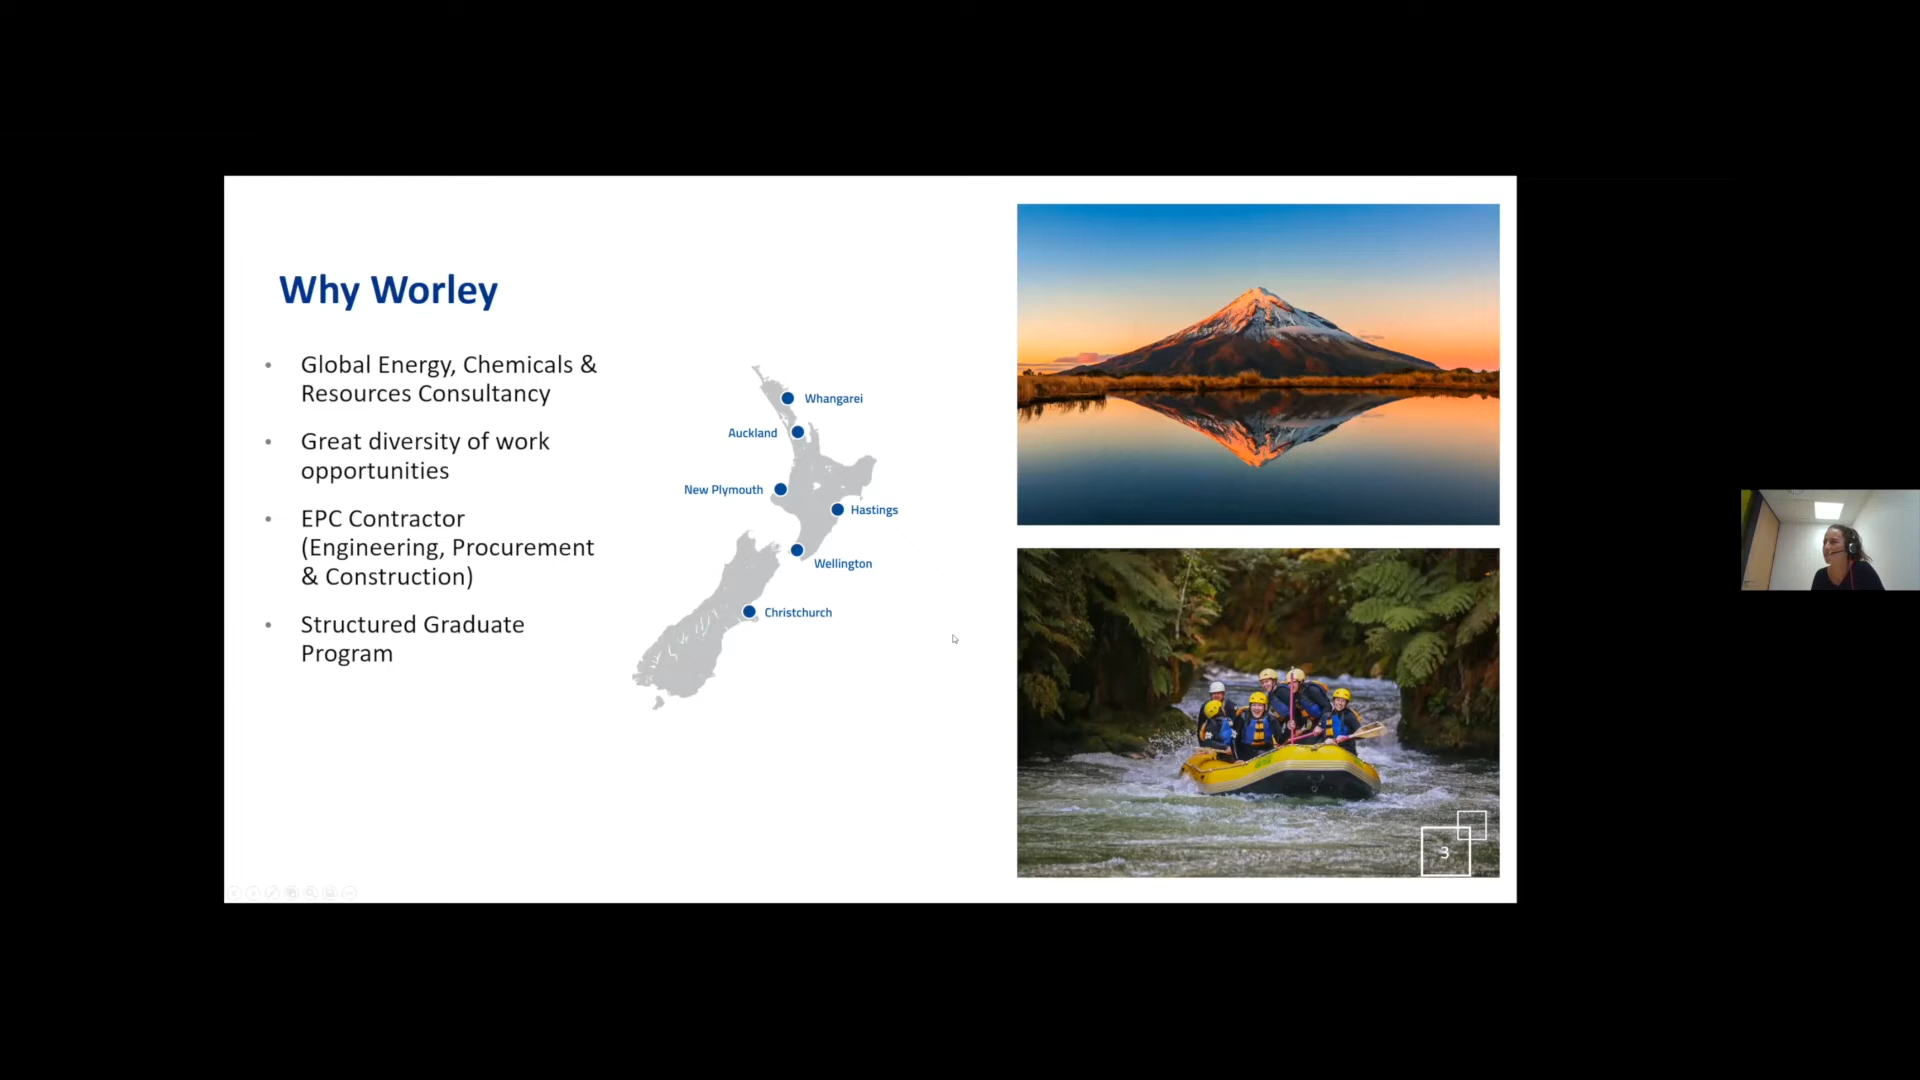 Why Worley
• Global Energy, Chemicals &
Resources Consultancy
• Great diversity of work
opportunities
• EPC Contractor
(Engineering, Procurement
& Construction)
• Structured Graduate
Program
Whangarei
Auckland
New Plymouth
Hastings
Wellington
Christchurch
3